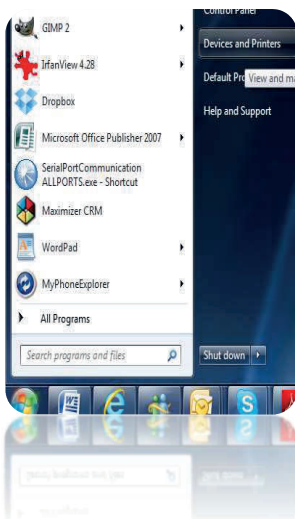 Control Panel
GIMP 2
Devices and Printers
IrfanView 4.28
Default Pro View and ma
Dropbox
Help and Support
Microsoft Office Publisher 2007
SerialPortCommunication
ALLPORTS.exe - Shortcut
Maximizer CRM
WordPad
MyPhoneExplorer
All Programs
Search programs and files
Shut down